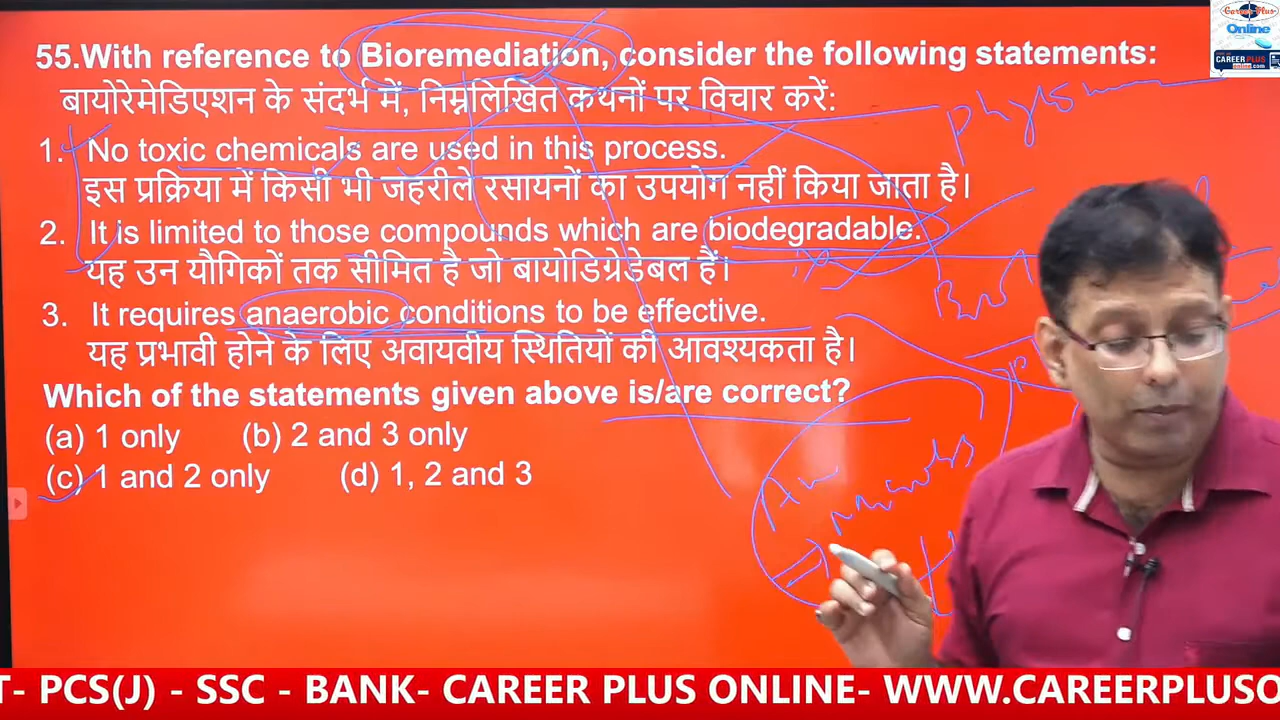 Career Plus
Online
CAREER PLUS
online.com
55.With reference to Bioremediation, consider the following statements:
बायोरेमेडिएशन के संदर्भ में, निम्नलिखित कथनों पर विचार करें:
1. No toxic chemicals are used in this process.
इस प्रक्रिया में किसी भी जहरीले रसायनों का उपयोग नहीं किया जाता है।
2. It is limited to those compounds which are biodegradable.
यह उन यौगिकों तक सीमित है जो बायोडिग्रेडेबल हैं।
3. It requires anaerobic conditions to be effective.
यह प्रभावी होने के लिए अवायवीय स्थितियों की आवश्यकता है।
Which of the statements given above is/are correct?
(a) 1 only (b) 2 and 3 only
(c) 1 and 2 only (d) 1, 2 and 3
T- PCS(J) - SSC - BANK- CAREER PLUS ONLINE- WWW.CAREERPLUSO